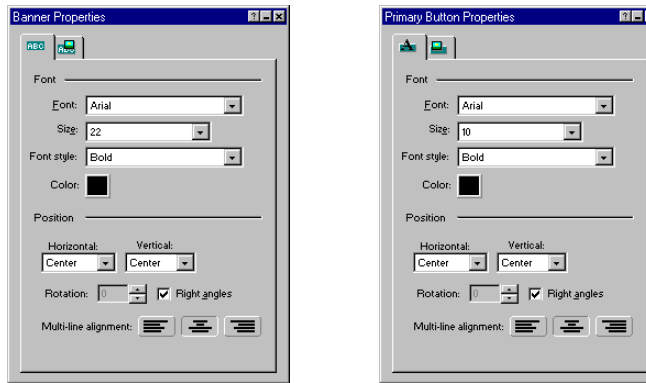 Banner Properties
ABC
Font
Font: Arial
Size: 22
Font style: Bold
Color:
Position
Horizontal: Vertical:
Center Center
Rotation: 0 Right angles
Multi-line alignment:
Primary Button Properties
A
Font
Font: Arial
Size: 10
Font style: Bold
Color:
Position
Horizontal: Vertical:
Center Center
Rotation: 0 Right angles
Multi-line alignment: